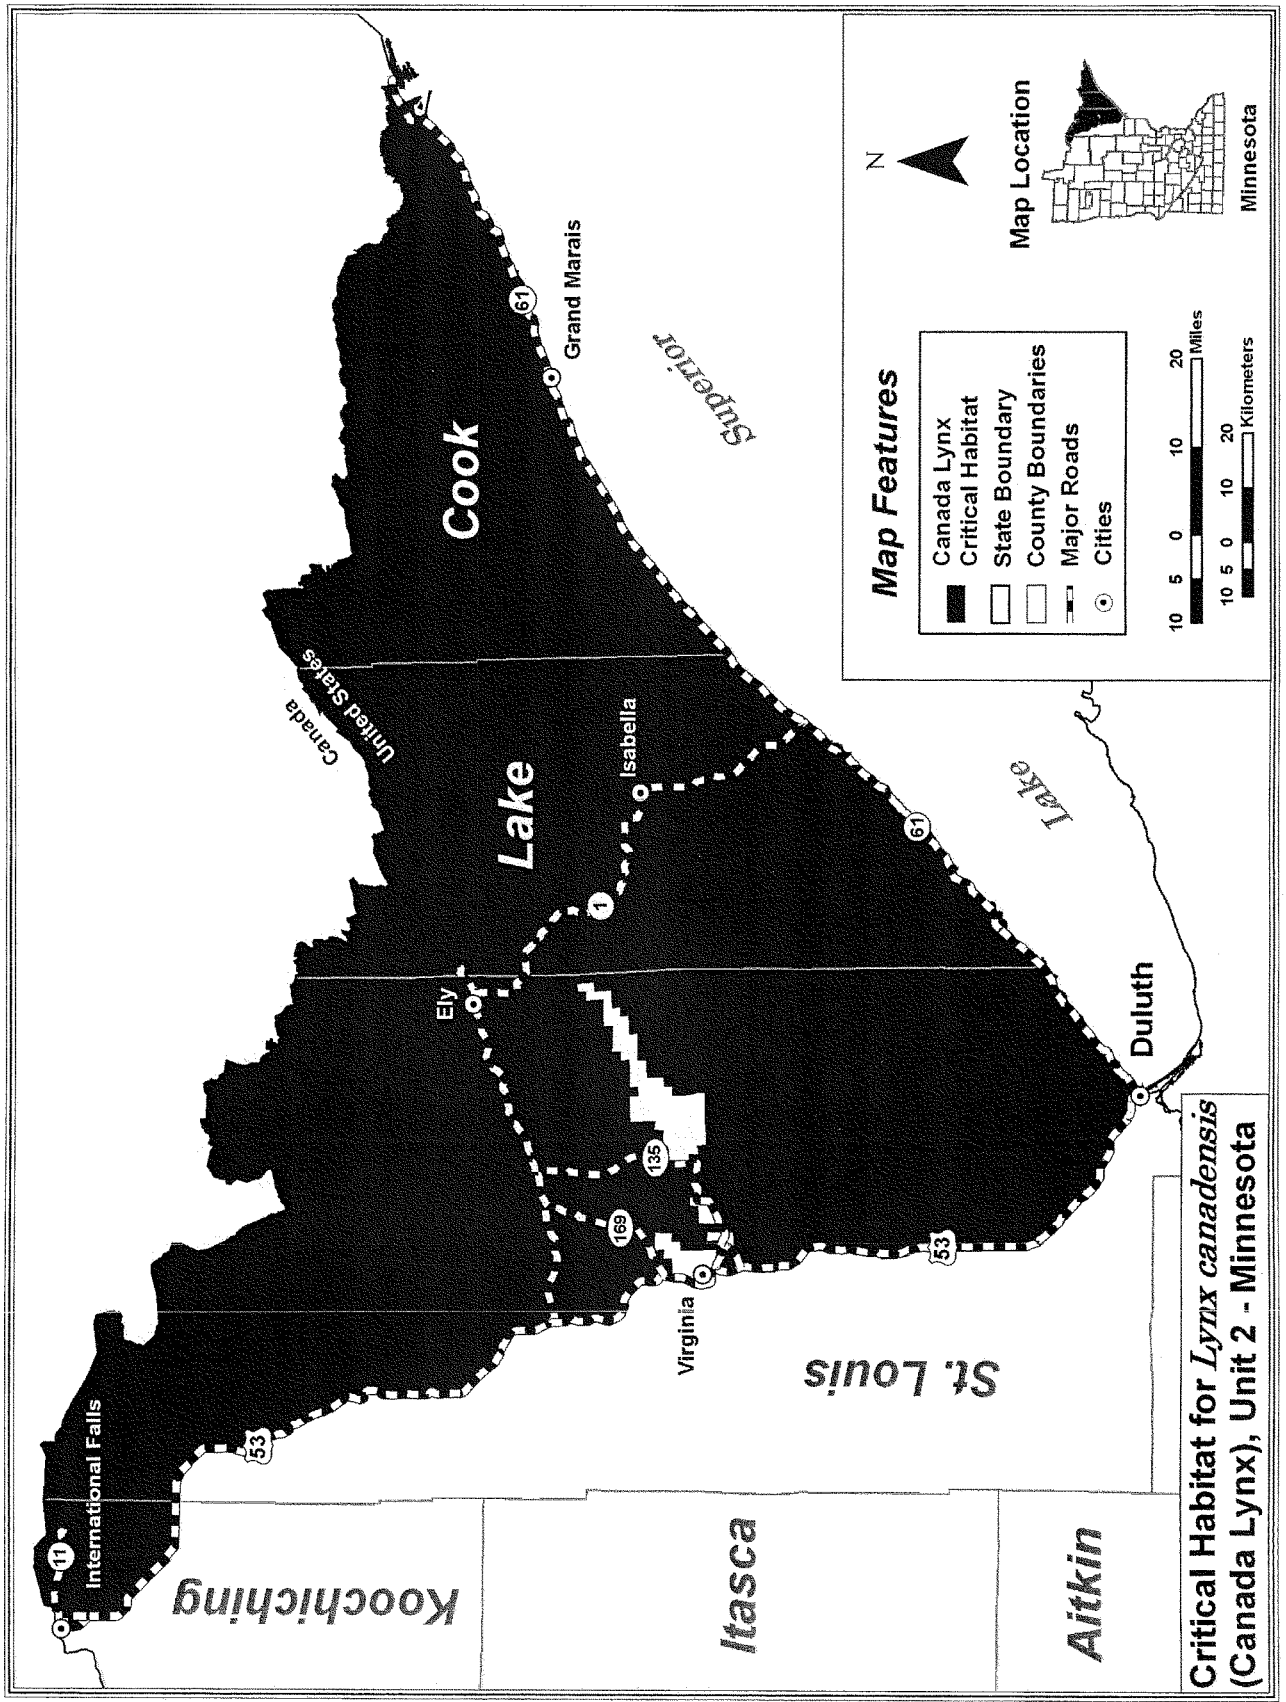 International Falls
11
53
Koochiching
Canada
United States
Ely
Lake
Cook
Isabella
1
61
Grand Marais
135
169
Virginia
53
St. Louis
Itasca
Aitkin
Duluth
61
Lake
Superior
Map Features
Canada Lynx
Critical Habitat
State Boundary
County Boundaries
Major Roads
Cities
10 5 0 10 20
Miles
10 5 0 10 20
Kilometers
N
Map Location
Minnesota
Critical Habitat for Lynx canadensis
(Canada Lynx), Unit 2 - Minnesota